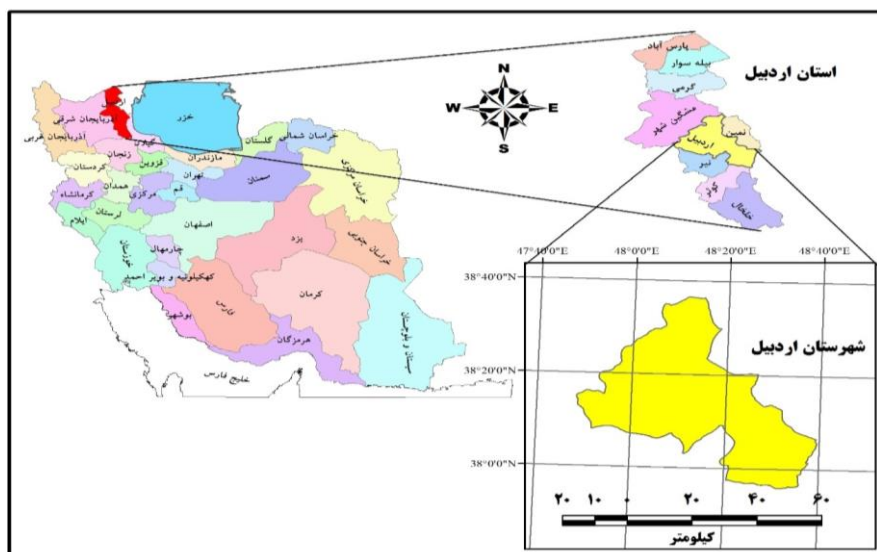 استان اردبیل
پارس آباد
بیله سوار
گرمی
مشگین شهر
نمین
اردبیل
نیر
کوثر
خلخال
N
W
E
S
اردبیل
خزر
آذربایجان شرقی
آذربایجان غربی
گیلان
زنجان
کردستان
قزوین
مازندران
گلستان
خراسان شمالی
خراسان مرکزی
سمنان
تهران
قم
مرکزی
همدان
کرمانشاه
لرستان
ایلام
اصفهان
یزد
خراسان جنوبی
خوزستان
چارمهال
کهکیلوئیه و بویر احمد
فارس
کرمان
بوشهر
هرمزگان
سیستان و بلوچستان
خلیج فارس
47°40'0"E
48°0'0"E
48°20'0"E
48°40'0"E
38°40'0"N
38°20'0"N
38°0'0"N
شهرستان اردبیل
۲۰ ۱۰ ۰ ۲۰ ۴۰ ۶۰
کیلومتر